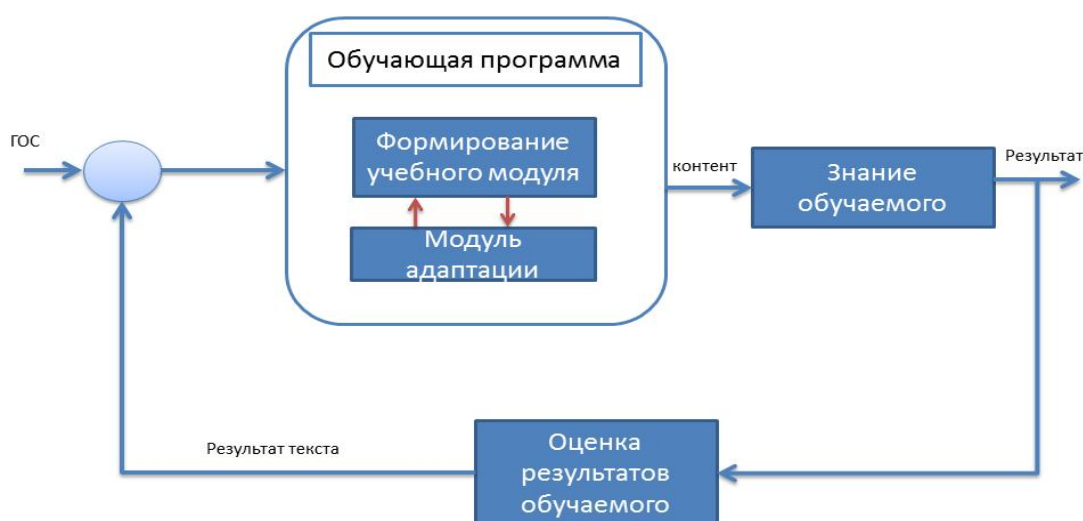 Обучающая программа
ГОС
Формирование
учебного модуля
Модуль
адаптации
контент
Знание
обучаемого
Результат
Результат текста
Оценка
результатов
обучаемого